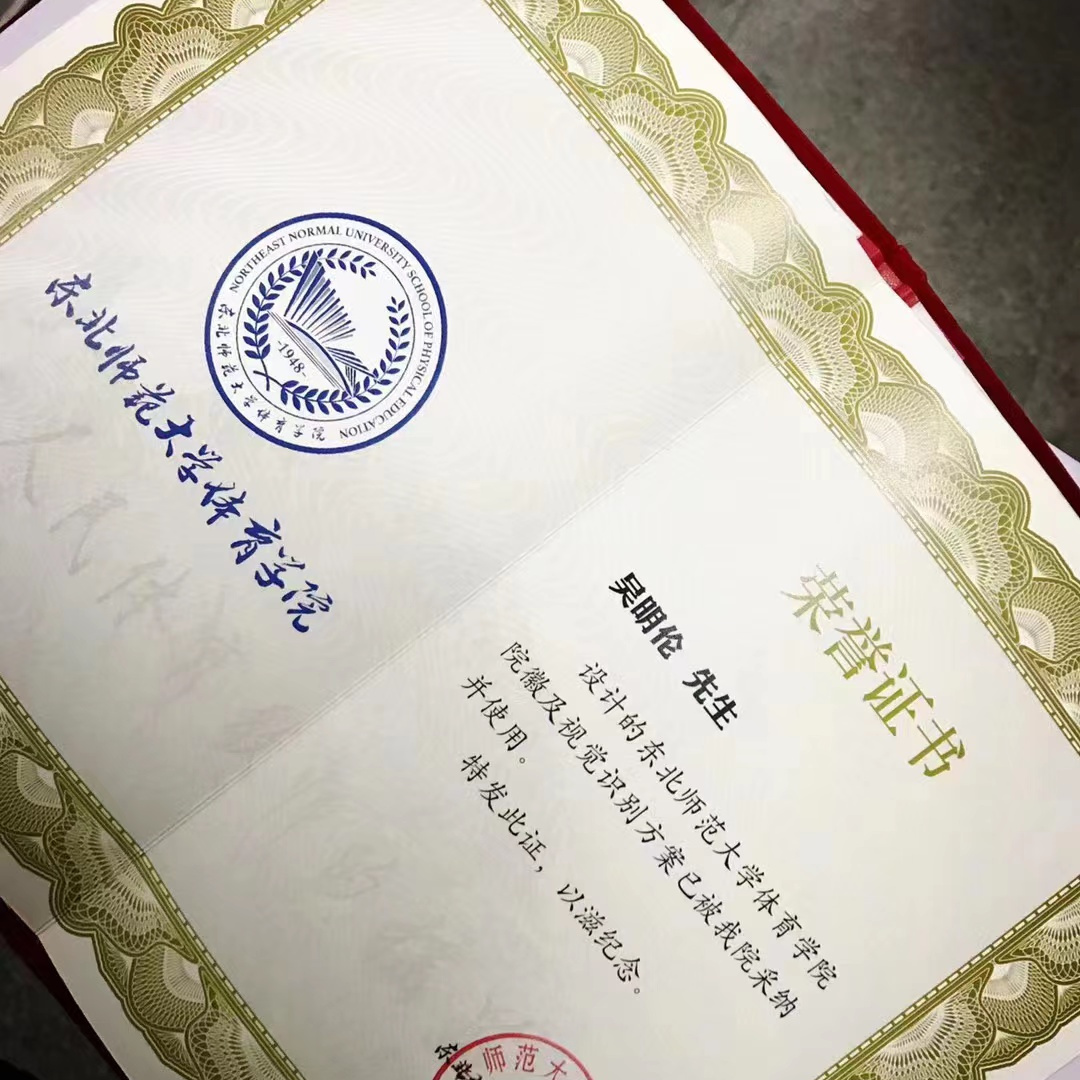 NORTHEAST NORMAL UNIVERSITY SCHOOL OF PHYSICAL EDUCATION
-1948-
东北师范大学体育学院
东北师范大学体育学院
荣誉证书
吴明伦 先生
设计的东北师范大学体育学院
院徽及视觉识别方案已被我院采纳
并使用。
特发此证，以滋纪念。
东北
师范大